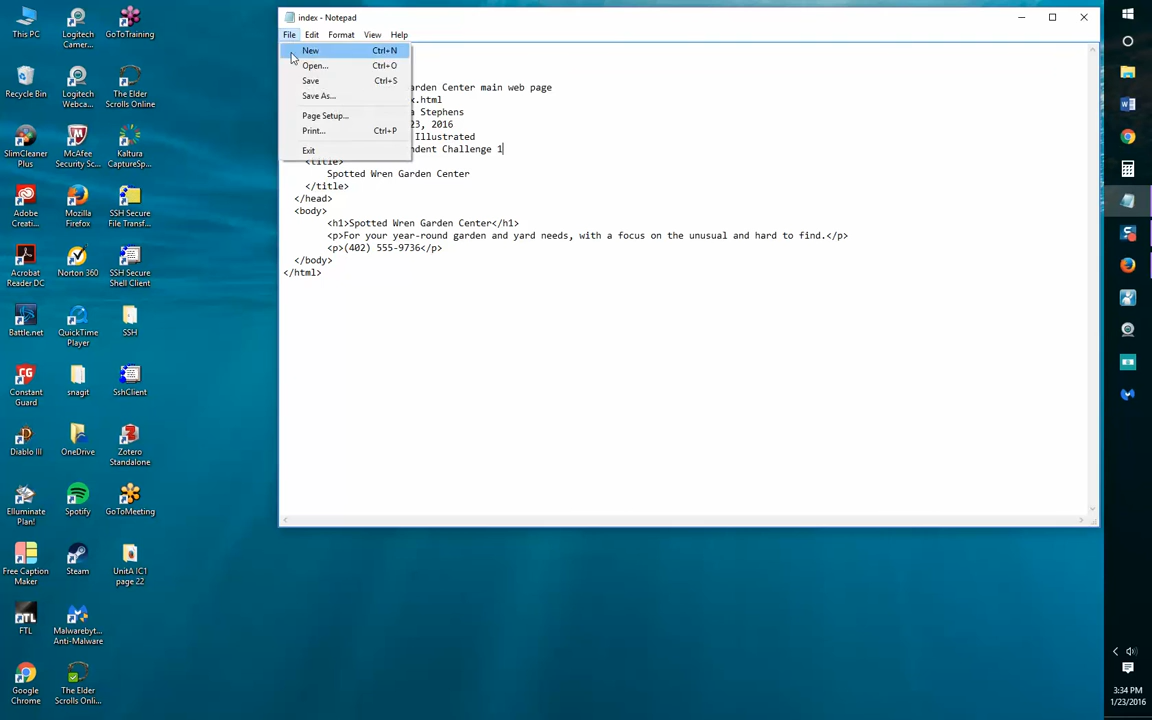 This PC
Logitech Camer...
GoToTraining
Recycle Bin
Logitech Webca...
The Elder Scrolls Online
SlimCleaner Plus
McAfee Security Sc...
Kaltura CaptureSp...
Adobe Creati...
Mozilla Firefox
SSH Secure File Transf...
Acrobat Reader DC
Norton 360
SSH Secure Shell Client
Battle.net
QuickTime Player
SSH
Constant Guard
snagit
SshClient
Diablo III
OneDrive
Zotero Standalone
Elluminate Plan!
Spotify
GoToMeeting
Free Caption Maker
Steam
UnitA IC1 page 22
FTL
Malwarebyt... Anti-Malware
Google Chrome
The Elder Scrolls Onli...
index - Notepad
File Edit Format View Help
New Ctrl+N
Open... Ctrl+O
Save Ctrl+S
Save As...
Page Setup...
Print... Ctrl+P
Exit
Garden Center main web page
x.html
a Stephens
23, 2016
Illustrated
ndent Challenge 1
<title>
Spotted Wren Garden Center
</title>
</head>
<body>
<h1>Spotted Wren Garden Center</h1>
<p>For your year-round garden and yard needs, with a focus on the unusual and hard to find.</p>
<p>(402) 555-9736</p>
</body>
</html>
3:34 PM
1/23/2016